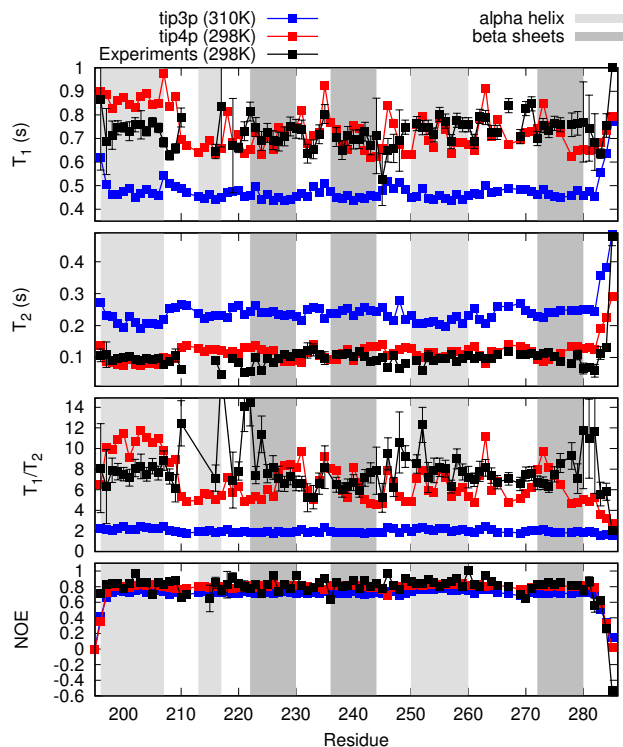 tip3p (310K)
tip4p (298K)
Experiments (298K)
alpha helix
beta sheets
1
0.9
0.8
0.7
0.6
0.5
0.4
T1 (s)
0.4
0.3
0.2
0.1
T2 (s)
14
12
10
8
6
4
2
0
T1/T2
0.8
0.6
0.4
0.2
0
-0.2
-0.4
-0.6
NOE
200 210 220 230 240 250 260 270 280
Residue